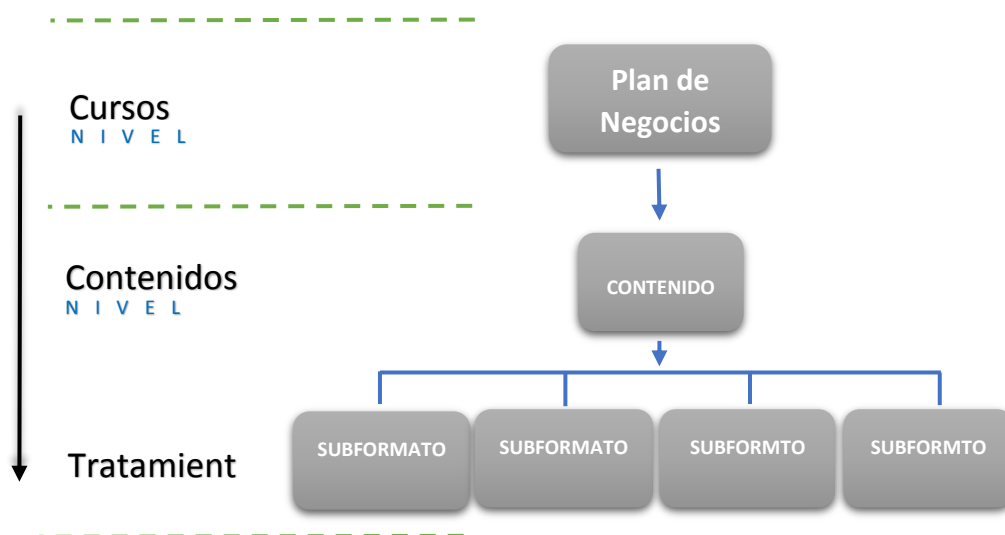 Cursos
N I V E L
Plan de
Negocios
Contenidos
N I V E L
CONTENIDO
Tratamient
SUBFORMATO
SUBFORMATO
SUBFORMTO
SUBFORMTO